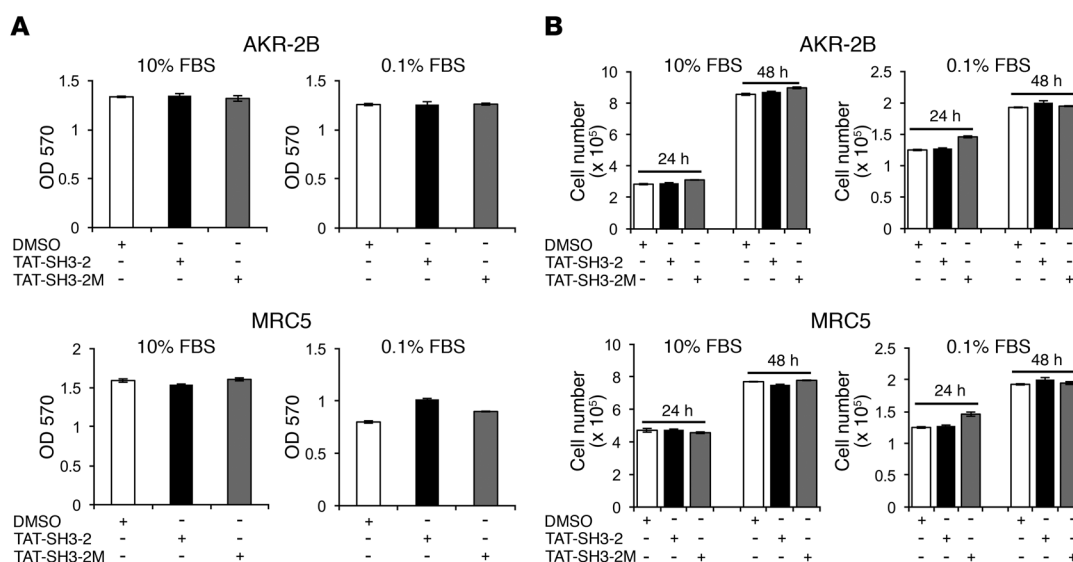 A
AKR-2B
10% FBS
0.1% FBS
OD 570
1.5
1
0.5
0
OD 570
1.5
1
0.5
0
DMSO + - - + - -
TAT-SH3-2 - + - - + -
TAT-SH3-2M - - + - - +
MRC5
10% FBS
0.1% FBS
OD 570
2
1.5
1
0.5
0
OD 570
1.5
1
0.5
0
DMSO + - - + - -
TAT-SH3-2 - + - - + -
TAT-SH3-2M - - + - - +
B
AKR-2B
10% FBS
0.1% FBS
Cell number
(x 10⁵)
10
8
6
4
2
0
24 h
48 h
Cell number
(x 10⁵)
2.5
2
1.5
1
0.5
0
24 h
48 h
DMSO + - - + - - + - - + - -
TAT-SH3-2 - + - - + - - + - - + -
TAT-SH3-2M - - + - - + - - + - - +
MRC5
10% FBS
0.1% FBS
Cell number
(x 10⁵)
10
8
6
4
2
0
24 h
48 h
Cell number
(x 10⁵)
2.5
2
1.5
1
0.5
0
24 h
48 h
DMSO + - - + - - + - - + - -
TAT-SH3-2 - + - - + - - + - - + -
TAT-SH3-2M - - + - - + - - + - - +